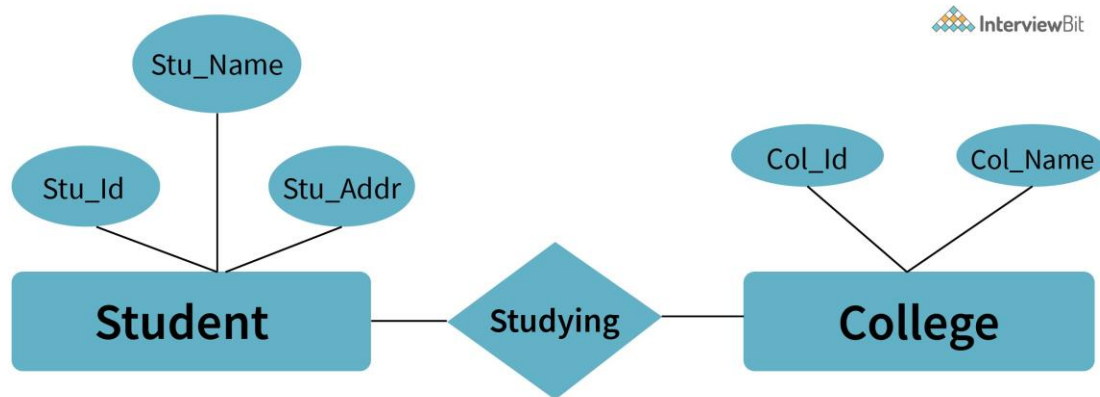 InterviewBit
Stu_Name
Stu_Id
Stu_Addr
Col_Id
Col_Name
Student
Studying
College